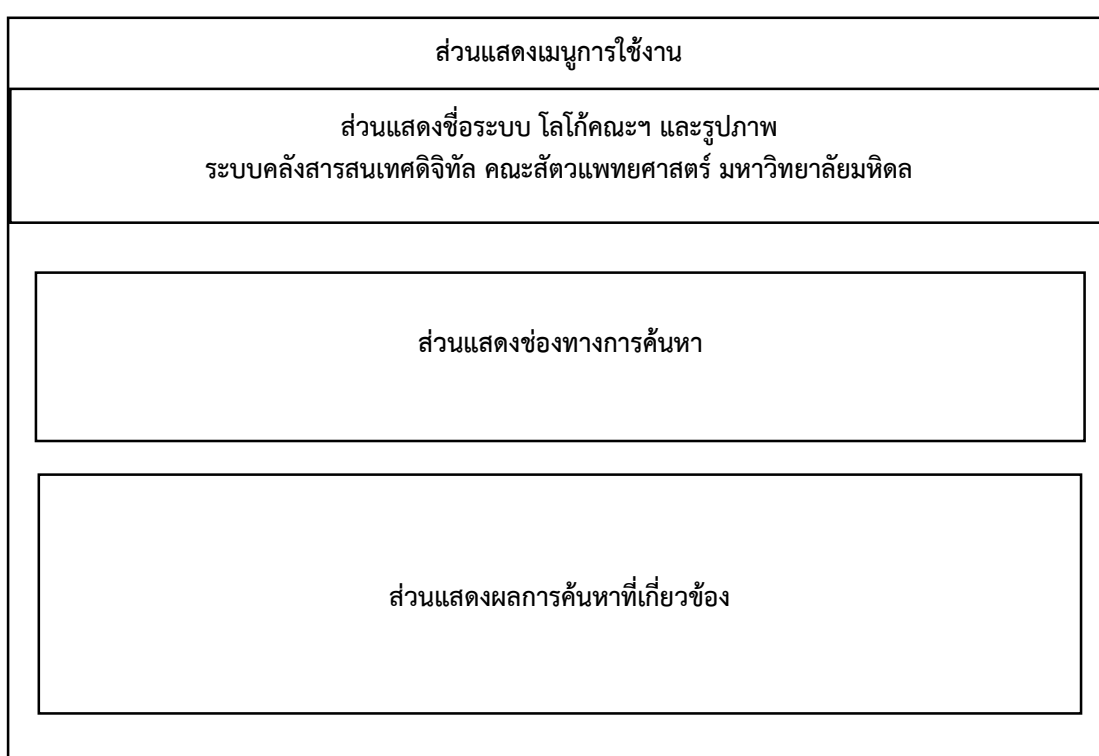 ส่วนแสดงเมนูการใช้งาน
ส่วนแสดงชื่อระบบ โลโก้คณะฯ และรูปภาพ
ระบบคลังสารสนเทศดิจิทัล คณะสัตวแพทยศาสตร์ มหาวิทยาลัยมหิดล
ส่วนแสดงช่องทางการค้นหา
ส่วนแสดงผลการค้นหาที่เกี่ยวข้อง